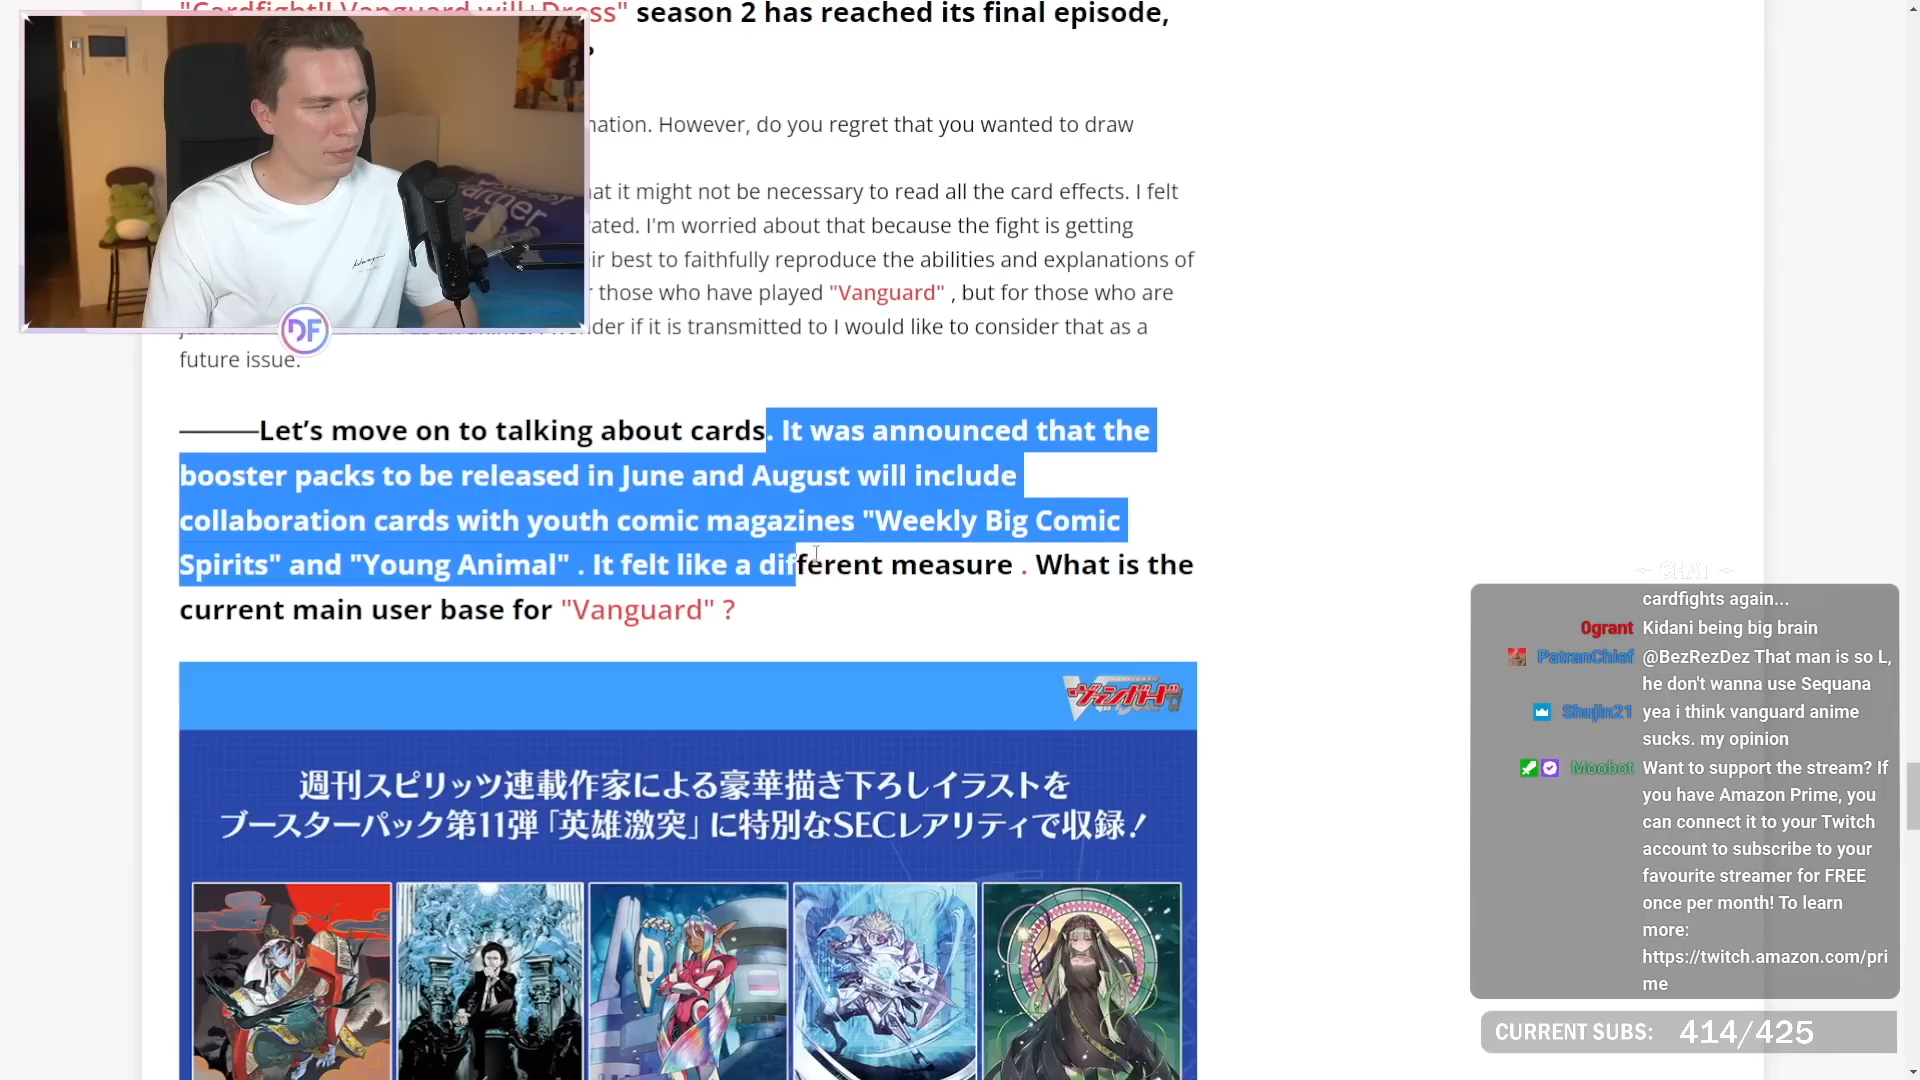 "Cardfight!! Vanguard will+Dress" season 2 has reached its final episode,
?
nation. However, do you regret that you wanted to draw
at it might not be necessary to read all the card effects. I felt
rated. I'm worried about that because the fight is getting
ir best to faithfully reproduce the abilities and explanations of
those who have played "Vanguard" , but for those who are
nder if it is transmitted to I would like to consider that as a
future issue.
———Let’s move on to talking about cards. It was announced that the
booster packs to be released in June and August will include
collaboration cards with youth comic magazines "Weekly Big Comic
Spirits" and "Young Animal" . It felt like a different measure . What is the
current main user base for "Vanguard" ?
ヴァンガード
週刊スピリッツ連載作家による豪華描き下ろしイラストを
ブースターパック第11弾「英雄激突」に特別なSECレアリティで収録!
DF
CHAT
cardfights again...
0grant Kidani being big brain
PatranChief @BezRezDez That man is so L,
he don't wanna use Sequana
Shujin21 yea i think vanguard anime
sucks. my opinion
Moobot Want to support the stream? If
you have Amazon Prime, you
can connect it to your Twitch
account to subscribe to your
favourite streamer for FREE
once per month! To learn
more:
https://twitch.amazon.com/pri
me
CURRENT SUBS: 414/425